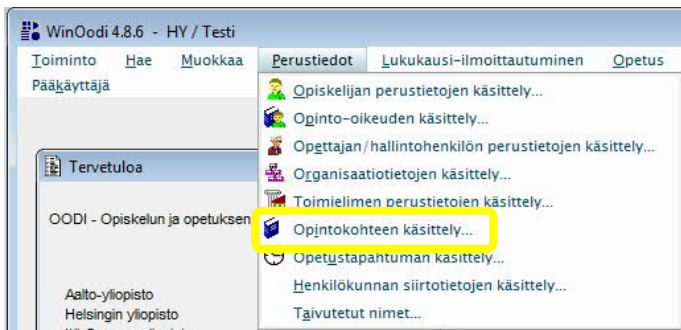 WinOodi 4.8.6 - HY / Testi
Toiminto Hae Muokkaa Perustiedot Lukukausi-ilmoittautuminen Opetus
Pääkäyttäjä
Opiskelijan perustietojen käsittely...
Opinto-oikeuden käsittely...
Opettajan/hallintohenkilön perustietojen käsittely...
Organisaatiotietojen käsittely...
Toimielimen perustietojen käsittely...
Opintokohteen käsittely...
Opetustapahtuman käsittely...
Henkilökunnan siirtotietojen käsittely...
Taivutetut nimet...
Tervetuloa
OODI - Opiskelun ja opetuksen
Aalto-yliopisto
Helsingin yliopisto